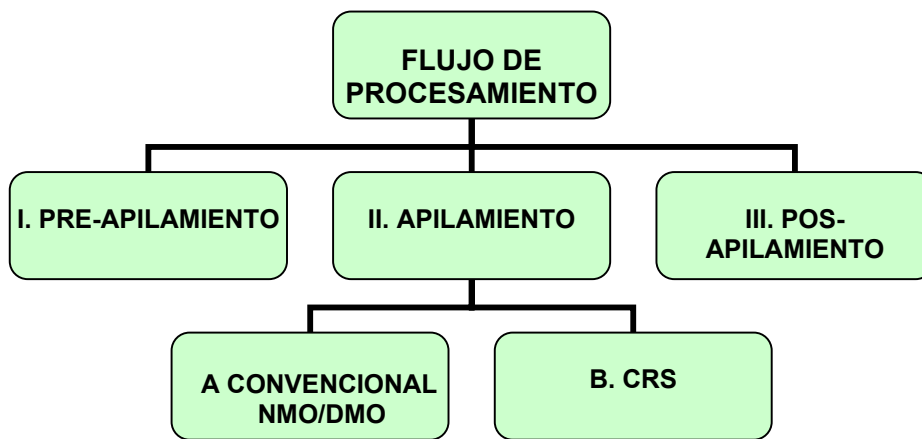 FLUJO DE
PROCESAMIENTO
I. PRE-APILAMIENTO
II. APILAMIENTO
III. POS-
APILAMIENTO
A CONVENCIONAL
NMO/DMO
B. CRS